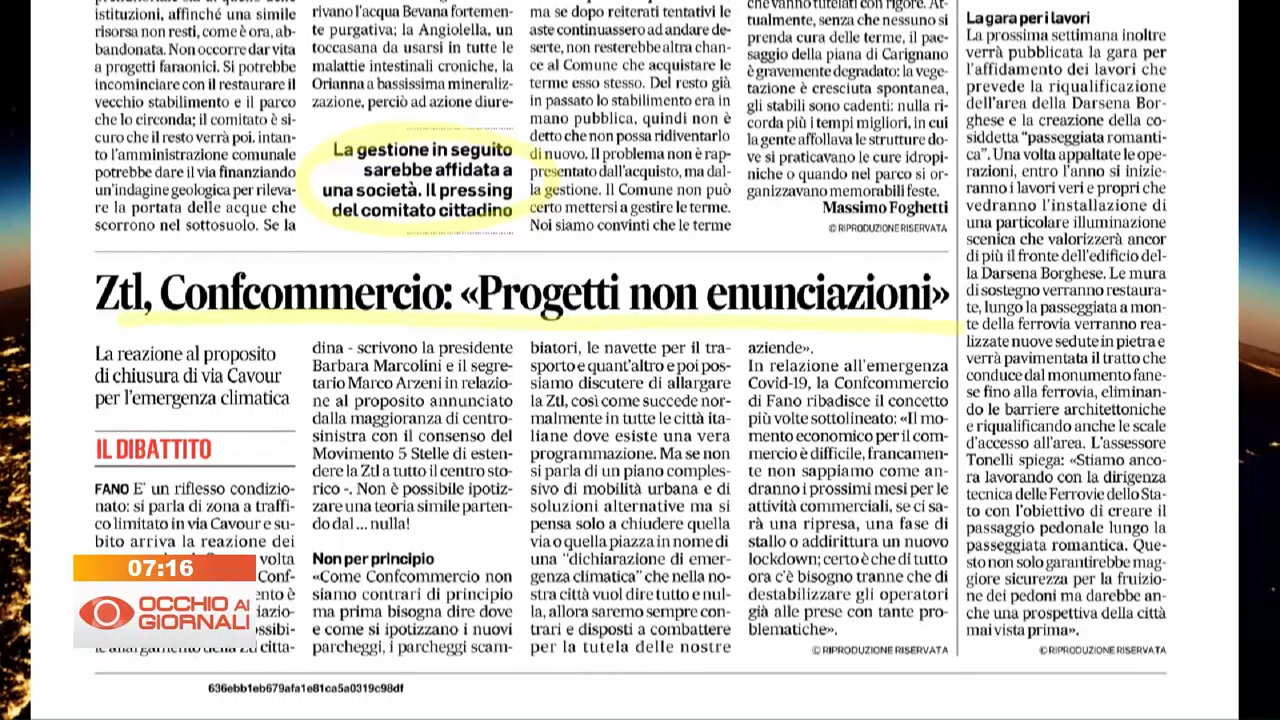 istituzioni, affinché una simile
risorsa non resti, come è ora, ab-
bandonata. Non occorre dar vita
a progetti faraonici. Si potrebbe
incominciare con il restaurare il
vecchio stabilimento e il parco
che lo circonda; il comitato è si-
curo che il resto verrà poi. intan-
to l'amministrazione comunale
potrebbe dare il via finanziando
un'indagine geologica per rileva-
re la portata delle acque che
scorrono nel sottosuolo. Se la
rivano l'acqua Bevana fortemen-
te purgativa; la Angiolella, un
toccasana da usarsi in tutte le
malattie intestinali croniche, la
Orianna a bassissima mineraliz-
zazione, perciò ad azione diure-
La gestione in seguito
sarebbe affidata a
una società. Il pressing
del comitato cittadino
ma se dopo reiterati tentativi le
aste continuassero ad andare de-
serte, non resterebbe altra chan-
ce al Comune che acquistare le
terme esso stesso. Del resto già
in passato lo stabilimento era in
mano pubblica, quindi non è
detto che non possa ridiventarlo
di nuovo. Il problema non è rap-
presentato dall'acquisto, ma dal-
la gestione. Il Comune non può
certo mettersi a gestire le terme.
Noi siamo convinti che le terme
che vanno tutelati con rigore. At-
tualmente, senza che nessuno si
prenda cura delle terme, il pae-
saggio della piana di Carignano
è gravemente degradato: la vege-
tazione è cresciuta spontanea,
gli stabili sono cadenti: nulla ri-
corda più i tempi migliori, in cui
la gente affollava le strutture do-
ve si praticavano le cure idropi-
niche o quando nel parco si or-
ganizzavano memorabili feste.
Massimo Foghetti
© RIPRODUZIONE RISERVATA
La gara per i lavori
La prossima settimana inoltre
verrà pubblicata la gara per
l'affidamento dei lavori che
prevede la riqualificazione
dell'area della Darsena Bor-
ghese e la creazione della co-
siddetta "passeggiata romanti-
ca". Una volta appaltate le ope-
razioni, entro l'anno si inizie-
ranno i lavori veri e propri che
vedranno l'installazione di
una particolare illuminazione
scenica che valorizzerà ancor
di più il fronte dell'edificio del-
la Darsena Borghese. Le mura
di sostegno verranno restaura-
te, lungo la passeggiata a mon-
te della ferrovia verranno rea-
lizzate nuove sedute in pietra e
verrà pavimentata il tratto che
conduce dal monumento fane-
se fino alla ferrovia, eliminan-
do le barriere architettoniche
e riqualificando anche le scale
d'accesso all'area. L'assessore
Tonelli spiega: «Stiamo anco-
ra lavorando con la dirigenza
tecnica delle Ferrovie dello Sta-
to con l'obiettivo di creare il
passaggio pedonale lungo la
passeggiata romantica. Que-
sto non solo garantirebbe mag-
giore sicurezza per la fruizio-
ne dei pedoni ma darebbe an-
che una prospettiva della città
mai vista prima».
© RIPRODUZIONE RISERVATA
Ztl, Confcommercio: «Progetti non enunciazioni»
La reazione al proposito
di chiusura di via Cavour
per l'emergenza climatica
IL DIBATTITO
FANO E' un riflesso condizio-
nato: si parla di zona a traffi-
co limitato in via Cavour e su-
bito arriva la reazione dei
volta
Conf-
ento è
iazio-
ossibi-
le allargamento della Ztl citta-
dina - scrivono la presidente
Barbara Marcolini e il segre-
tario Marco Arzeni in relazio-
ne al proposito annunciato
dalla maggioranza di centro-
sinistra con il consenso del
Movimento 5 Stelle di esten-
dere la Ztl a tutto il centro sto-
rico -. Non è possibile ipotiz-
zare una teoria simile parten-
do dal ... nulla!
Non per principio
«Come Confcommercio non
siamo contrari di principio
ma prima bisogna dire dove
e come si ipotizzano i nuovi
parcheggi, i parcheggi scam-
biatori, le navette per il tra-
sporto e quant'altro e poi pos-
siamo discutere di allargare
la Ztl, così come succede nor-
malmente in tutte le città ita-
liane dove esiste una vera
programmazione. Ma se non
si parla di un piano comples-
sivo di mobilità urbana e di
soluzioni alternative ma si
pensa solo a chiudere quella
via o quella piazza in nome di
una "dichiarazione di emer-
genza climatica" che nella no-
stra città vuol dire tutto e nul-
la, allora saremo sempre con-
trari e disposti a combattere
per la tutela delle nostre
aziende».
In relazione all'emergenza
Covid-19, la Confcommercio
di Fano ribadisce il concetto
più volte sottolineato: «Il mo-
mento economico per il com-
mercio è difficile, francamen-
te non sappiamo come an-
dranno i prossimi mesi per le
attività commerciali, se ci sa-
rà una ripresa, una fase di
stallo o addirittura un nuovo
lockdown; certo è che di tutto
ora c'è bisogno tranne che di
destabilizzare gli operatori
già alle prese con tante pro-
blematiche».
© RIPRODUZIONE RISERVATA
07:16
OCCHIO AI
GIORNALI
636ebb1eb679afa1e81ca5a0319c98df